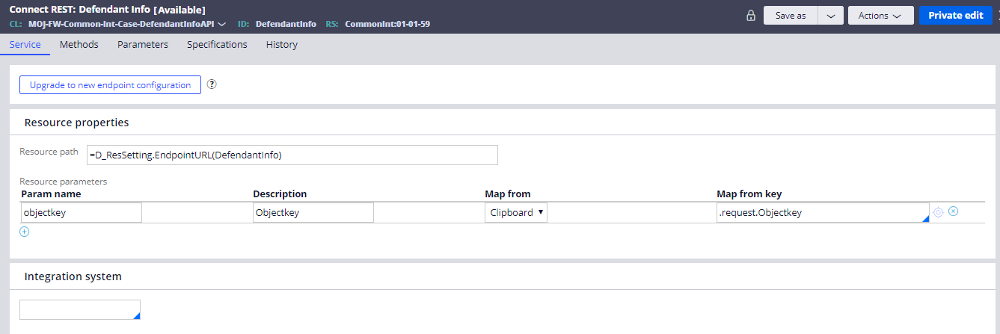 Connect REST: Defendant Info [Available]
CL: MOJ-FW-Common-Int-Case-DefendantInfoAPI ID: DefendantInfo RS: CommonInt:01-01-59
Save as Actions Private edit
Service Methods Parameters Specifications History
Upgrade to new endpoint configuration ?
Resource properties
Resource path =D_ResSetting.EndpointURL(DefendantInfo)
Resource parameters
Param name Description Map from Map from key
objectkey Objectkey Clipboard .request.Objectkey
Integration system